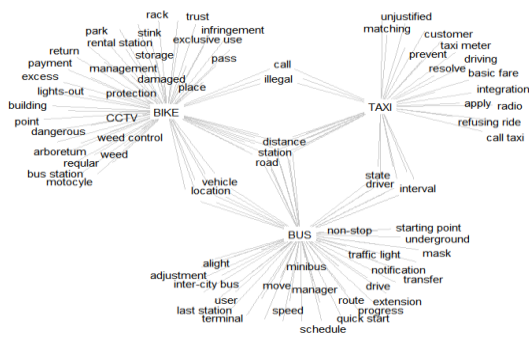 rack
trust
park
stink
infringement
rental station
exclusive use
return
storage
pass
payment
management
excess
damaged
lights-out
protection
place
building
BIKE
CCTV
point
dangerous
weed control
arboretum
weed
reqular
bus station
motocyle
call
illegal
unjustified
matching
customer
taxi meter
prevent
driving
resolve
basic fare
integration
TAXI
apply
radio
refusing ride
call taxi
distance
station
road
vehicle
location
state
driver
interval
BUS
non-stop
starting point
underground
mask
traffic light
alight
adjustment
inter-city bus
minibus
notification
transfer
move
manager
drive
user
last station
route
extension
terminal
speed
progress
quick start
schedule